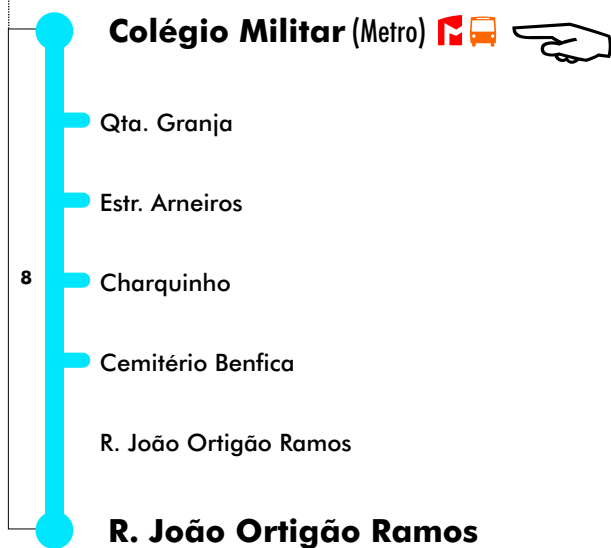 Colégio Militar (Metro)
Qta. Granja
Estr. Arneiros
8
Charquinho
Cemitério Benfica
R. João Ortigão Ramos
R. João Ortigão Ramos